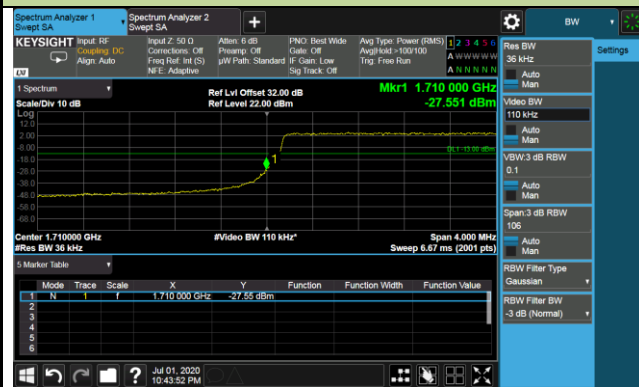 Spectrum Analyzer 1
Swept SA
Spectrum Analyzer 2
Swept SA
+
BW
KEYSIGHT
Input: RF
Coupling: DC
Align: Auto
Input Z: 50 Ω
Corrections: Off
Freq Ref: Int (S)
NFE: Adaptive
Atten: 6 dB
Preamp: Off
µW Path: Standard
PNO: Best Wide
Gate: Off
IF Gain: Low
Sig Track: Off
Avg Type: Power (RMS)
Avg|Hold:>100/100
Trig: Free Run
1 2 3 4 5 6
A W W W W W
A N N N N N
LXI
1 Spectrum
Scale/Div 10 dB
Ref Lvl Offset 32.00 dB
Ref Level 22.00 dBm
Mkr1 1.710 000 GHz
-27.551 dBm
Log
12.0
2.00
-8.00
-18.0
-28.0
-38.0
-48.0
-58.0
-68.0
DL1 -13.00 dBm
1
Center 1.710000 GHz
#Res BW 36 kHz
#Video BW 110 kHz*
Span 4.000 MHz
Sweep 6.67 ms (2001 pts)
5 Marker Table
Mode Trace Scale X Y Function Function Width Function Value
1 N 1 f 1.710 000 GHz -27.55 dBm
2
3
4
5
6
Jul 01, 2020
10:43:52 PM
?
Settings
Res BW
36 kHz
Auto
Man
Video BW
110 kHz
Auto
Man
VBW:3 dB RBW
0.1
Auto
Man
Span:3 dB RBW
106
Auto
Man
RBW Filter Type
Gaussian
RBW Filter BW
-3 dB (Normal)